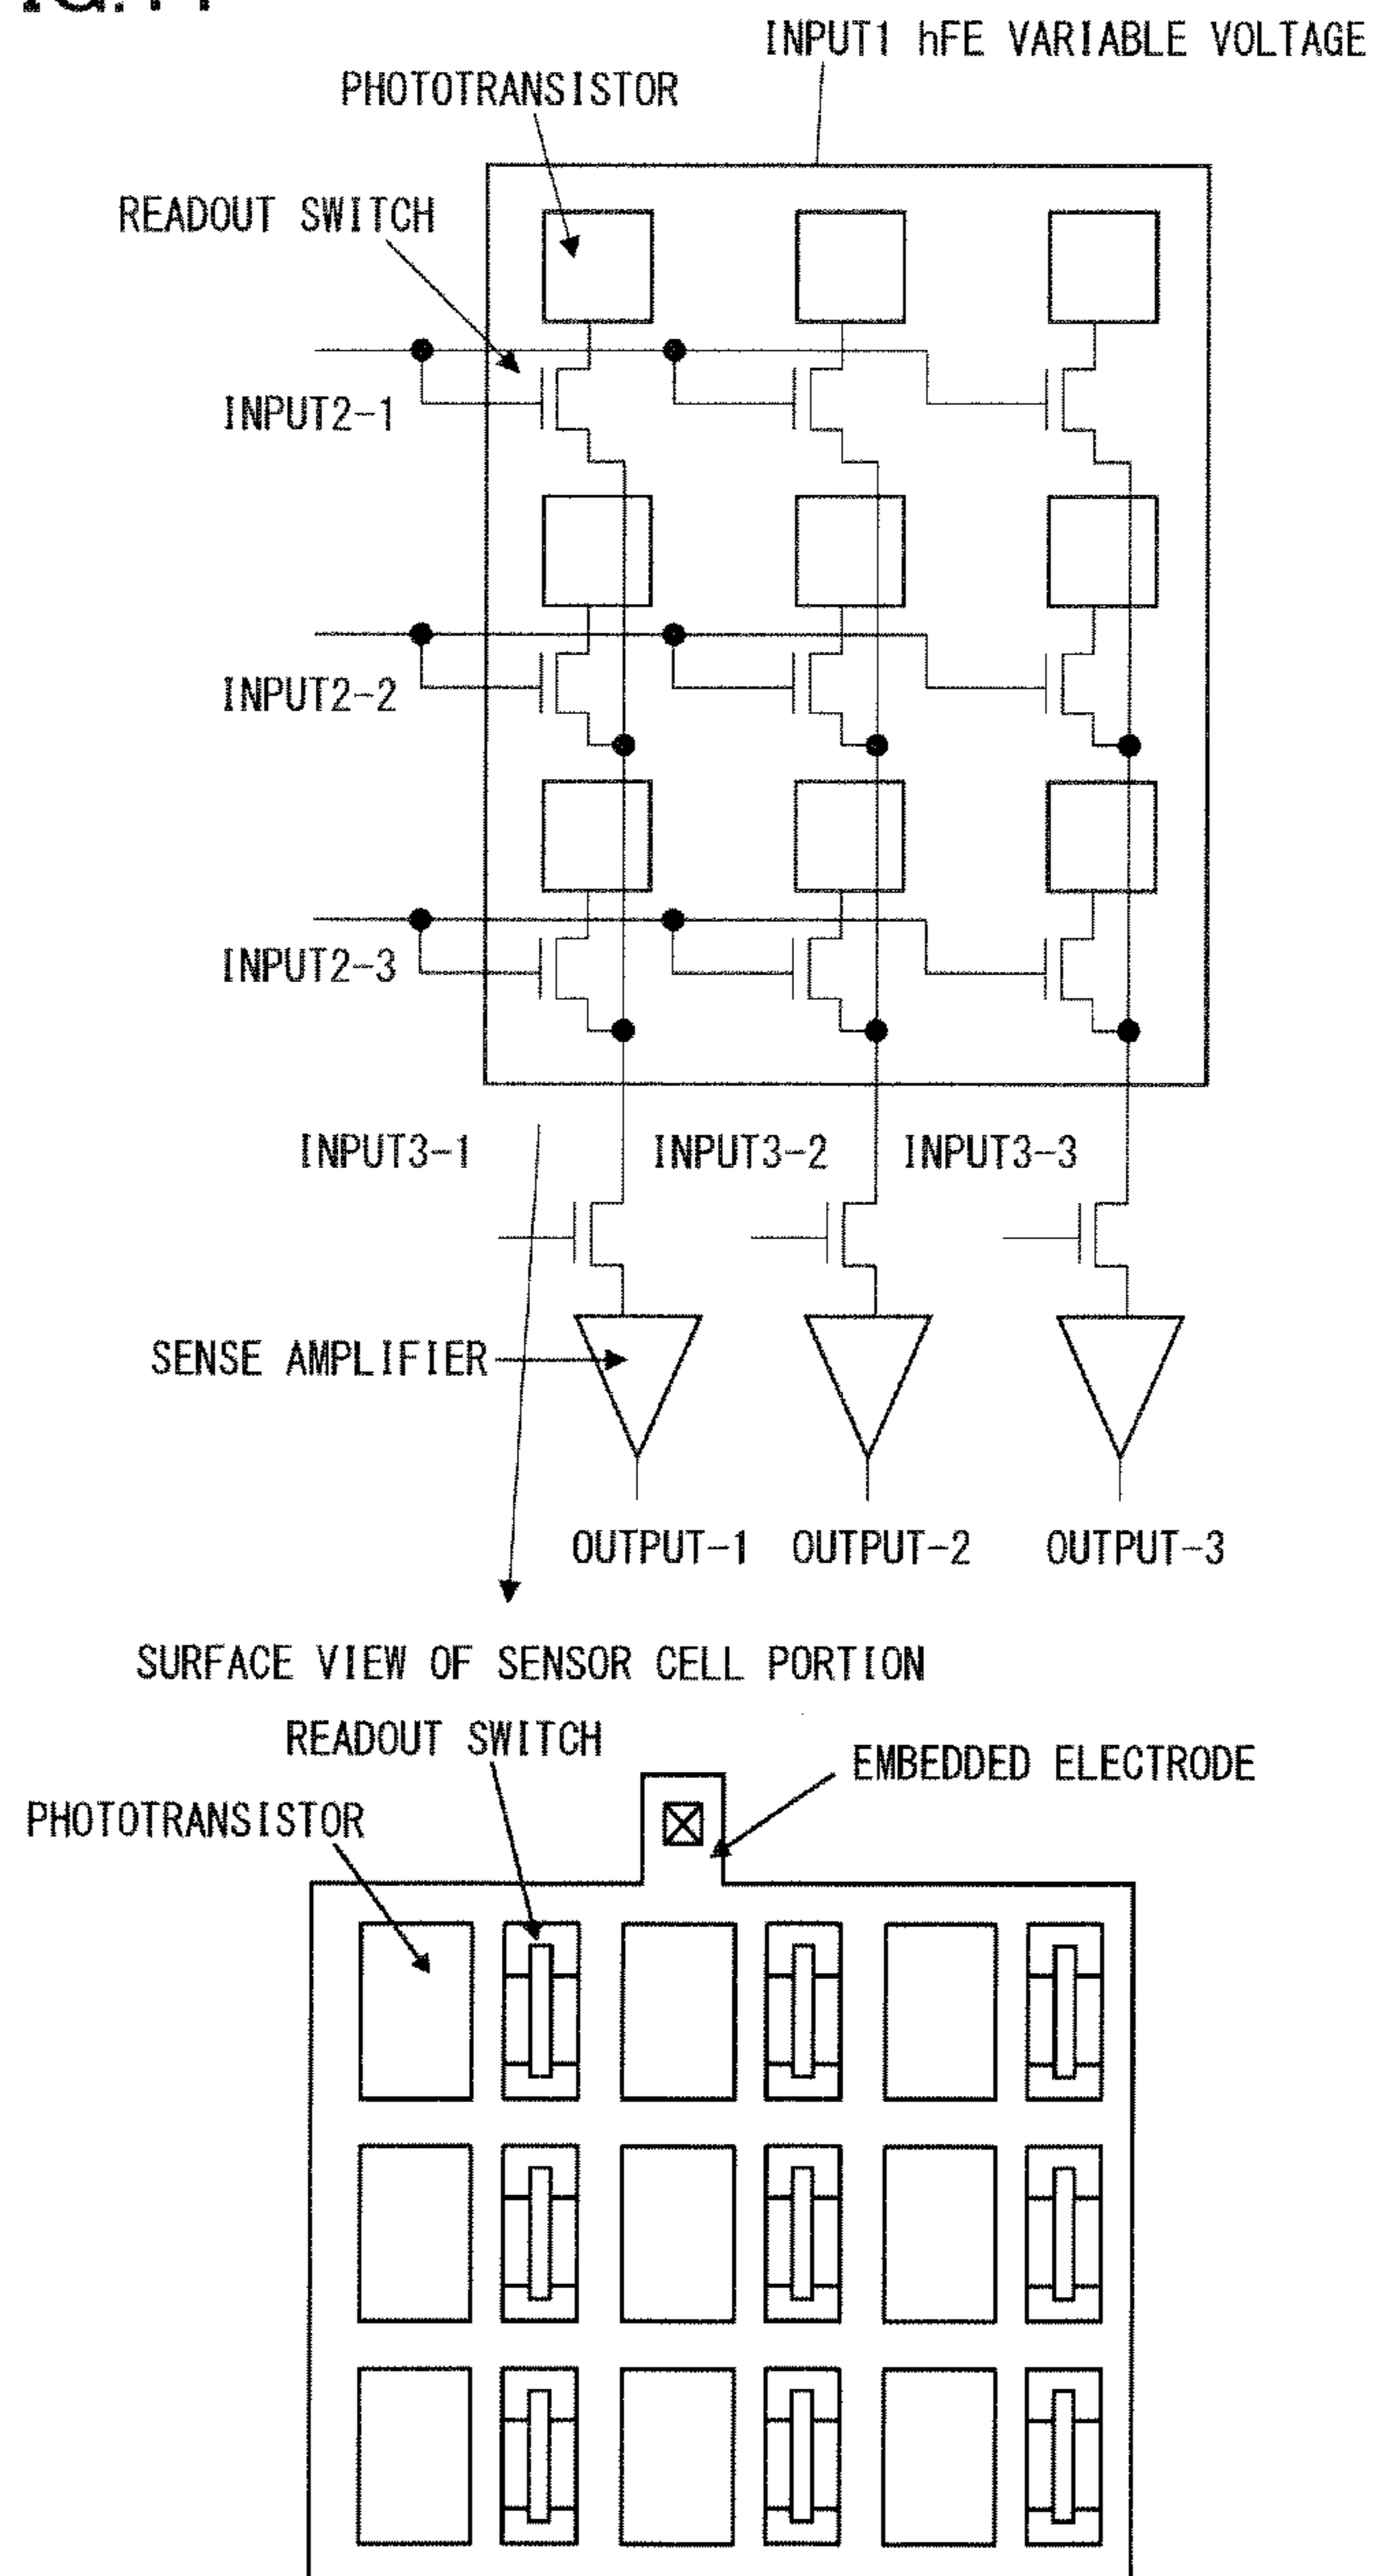 INPUT1 hFE VARIABLE VOLTAGE
PHOTOTRANSISTOR
READOUT SWITCH
INPUT2-1
INPUT2-2
INPUT2-3
INPUT3-1 INPUT3-2 INPUT3-3
SENSE AMPLIFIER
OUTPUT-1 OUTPUT-2 OUTPUT-3
SURFACE VIEW OF SENSOR CELL PORTION
READOUT SWITCH
EMBEDDED ELECTRODE
PHOTOTRANSISTOR